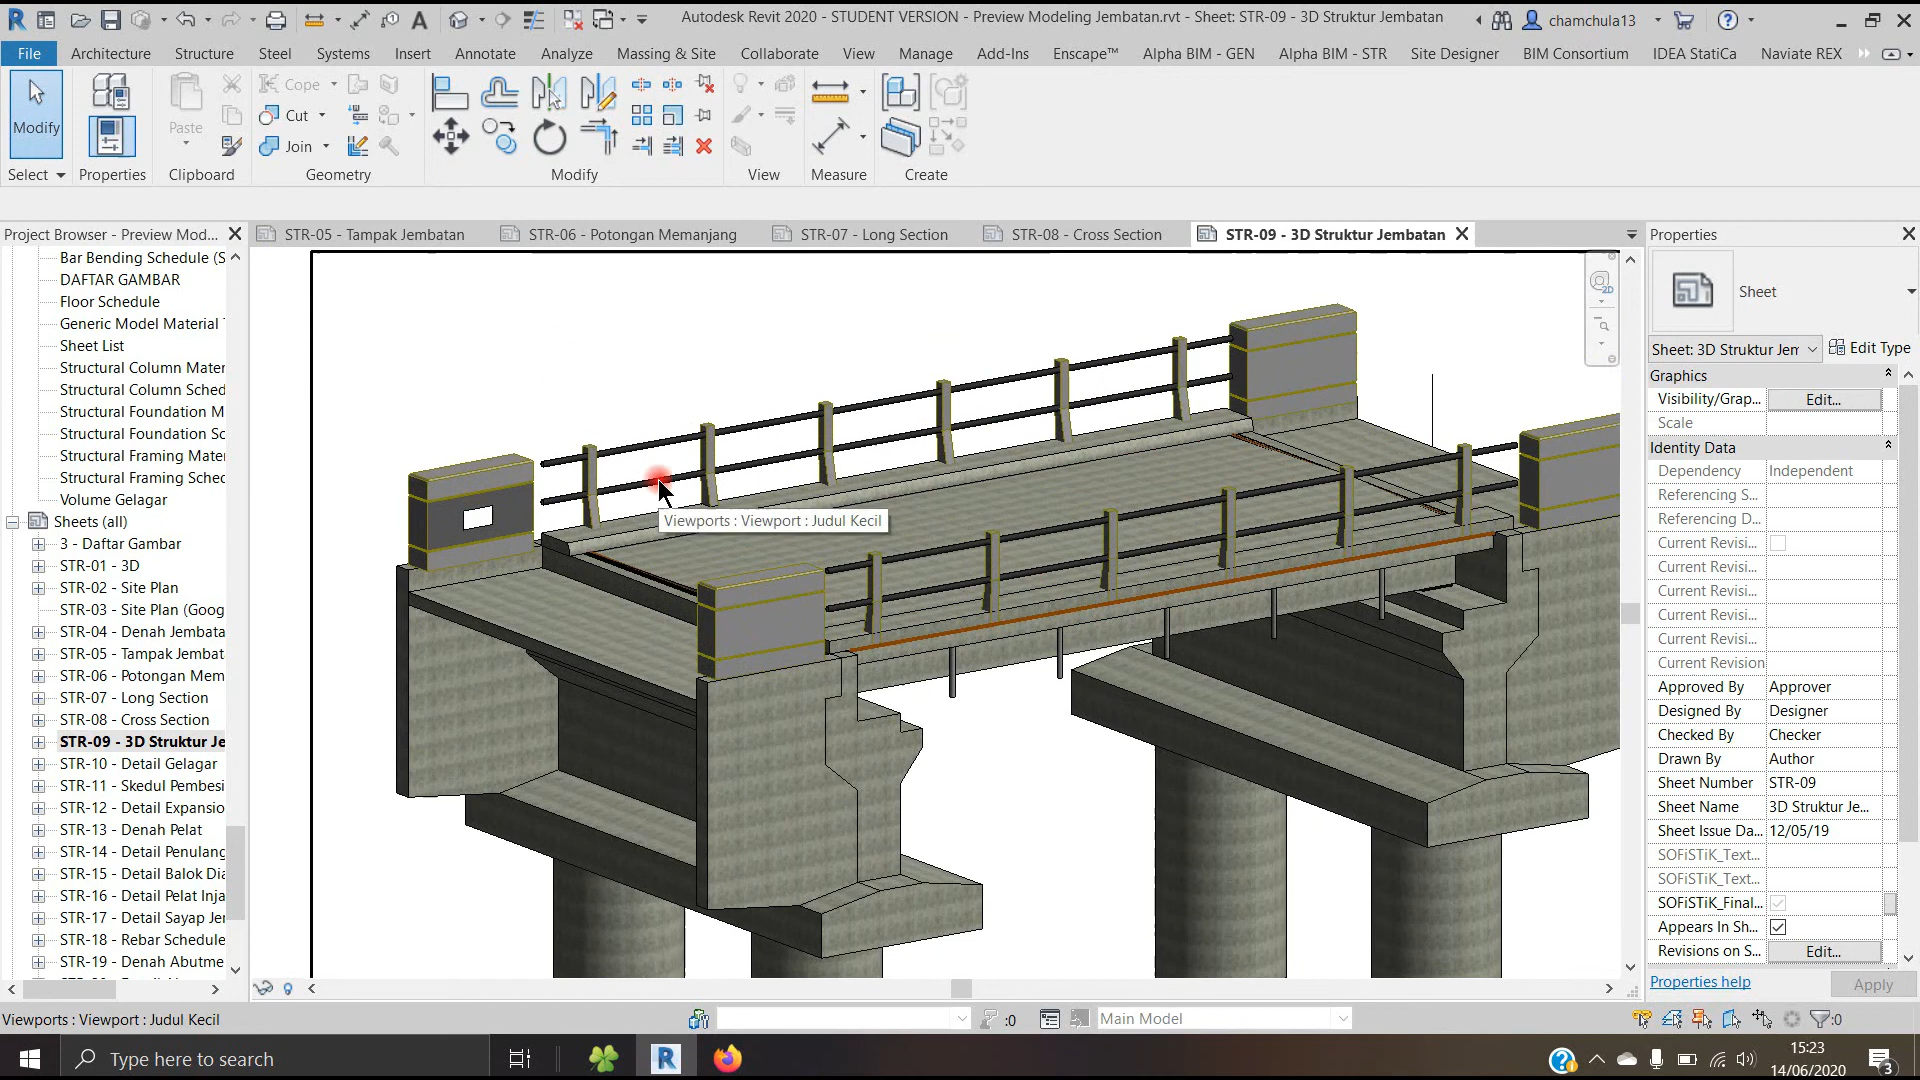 Autodesk Revit 2020 - STUDENT VERSION - Preview Modeling Jembatan.rvt - Sheet: STR-09 - 3D Struktur Jembatan
chamchula13
File Architecture Structure Steel Systems Insert Annotate Analyze Massing & Site Collaborate View Manage Add-Ins Enscape™ Alpha BIM - GEN Alpha BIM - STR Site Designer BIM Consortium IDEA StatiCa Naviate REX
Modify
Paste
Cope
Cut
Join
Select Properties Clipboard Geometry Modify View Measure Create
Project Browser - Preview Mod...
STR-05 - Tampak Jembatan
STR-06 - Potongan Memanjang
STR-07 - Long Section
STR-08 - Cross Section
STR-09 - 3D Struktur Jembatan
Properties
Bar Bending Schedule (S
DAFTAR GAMBAR
Floor Schedule
Generic Model Material
Sheet List
Structural Column Mater
Structural Column Sched
Structural Foundation M
Structural Foundation Sc
Structural Framing Mater
Structural Framing Sched
Volume Gelagar
Sheets (all)
3 - Daftar Gambar
STR-01 - 3D
STR-02 - Site Plan
STR-03 - Site Plan (Goog
STR-04 - Denah Jembata
STR-05 - Tampak Jembat
STR-06 - Potongan Mem
STR-07 - Long Section
STR-08 - Cross Section
STR-09 - 3D Struktur Je
STR-10 - Detail Gelagar
STR-11 - Skedul Pembesi
STR-12 - Detail Expansio
STR-13 - Denah Pelat
STR-14 - Detail Penulang
STR-15 - Detail Balok Dia
STR-16 - Detail Pelat Inja
STR-17 - Detail Sayap Jer
STR-18 - Rebar Schedule
STR-19 - Denah Abutme
2D
Viewports : Viewport : Judul Kecil
Sheet
Sheet: 3D Struktur Jem
Edit Type
Graphics
Visibility/Grap... Edit...
Scale
Identity Data
Dependency Independent
Referencing S...
Referencing D...
Current Revisi...
Current Revisi...
Current Revisi...
Current Revisi...
Current Revisi...
Current Revision
Approved By Approver
Designed By Designer
Checked By Checker
Drawn By Author
Sheet Number STR-09
Sheet Name 3D Struktur Je...
Sheet Issue Da... 12/05/19
SOFiSTiK_Text...
SOFiSTiK_Text...
SOFiSTiK_Final...
Appears In Sh...
Revisions on S... Edit...
Properties help Apply
Viewports : Viewport : Judul Kecil
:0
Main Model
:0
Type here to search
15:23
14/06/2020
3